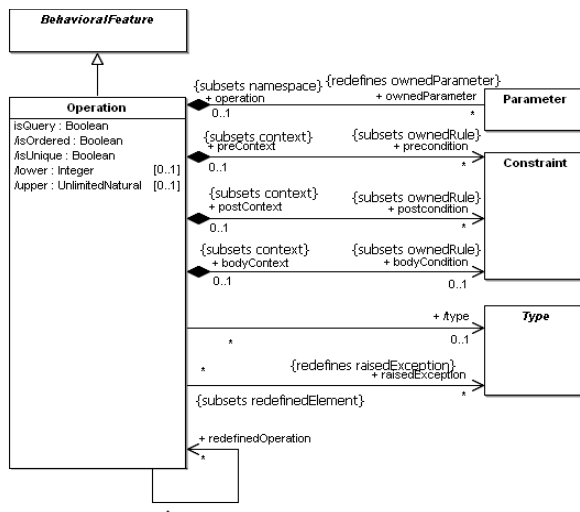 BehavioralFeature
Operation
isQuery : Boolean
/isOrdered : Boolean
/isUnique : Boolean
/lower : Integer [0..1]
/upper : UnlimitedNatural [0..1]
{subsets namespace} {redefines ownedParameter}
+ operation + ownedParameter
0..1 *
Parameter
{subsets context} {subsets ownedRule}
+ preContext + precondition
0..1 *
Constraint
{subsets context} {subsets ownedRule}
+ postContext + postcondition
0..1 *
{subsets context} {subsets ownedRule}
+ bodyContext + bodyCondition
0..1 0..1
Type
+ /type
* 0..1
* {redefines raisedException}
+ raisedException
{subsets redefinedElement} *
+ redefinedOperation
*